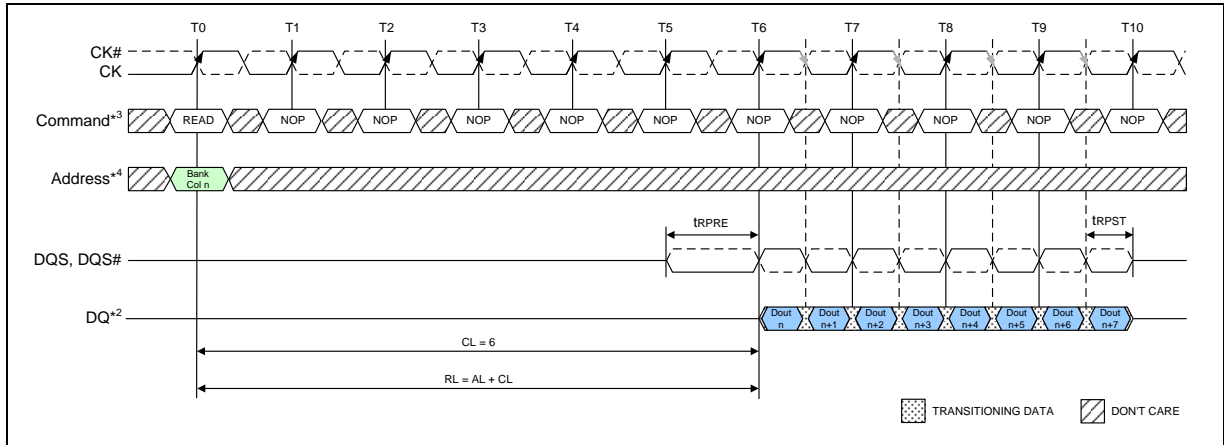 T0 T1 T2 T3 T4 T5 T6 T7 T8 T9 T10
CK#
CK
Command*3 READ NOP NOP NOP NOP NOP NOP NOP NOP NOP NOP
Address*4 Bank
Col n
tRPRE tRPST
DQS, DQS#
DQ*2 Dout Dout Dout Dout Dout Dout Dout Dout
n n+1 n+2 n+3 n+4 n+5 n+6 n+7
CL = 6
RL = AL + CL
TRANSITIONING DATA DON'T CARE